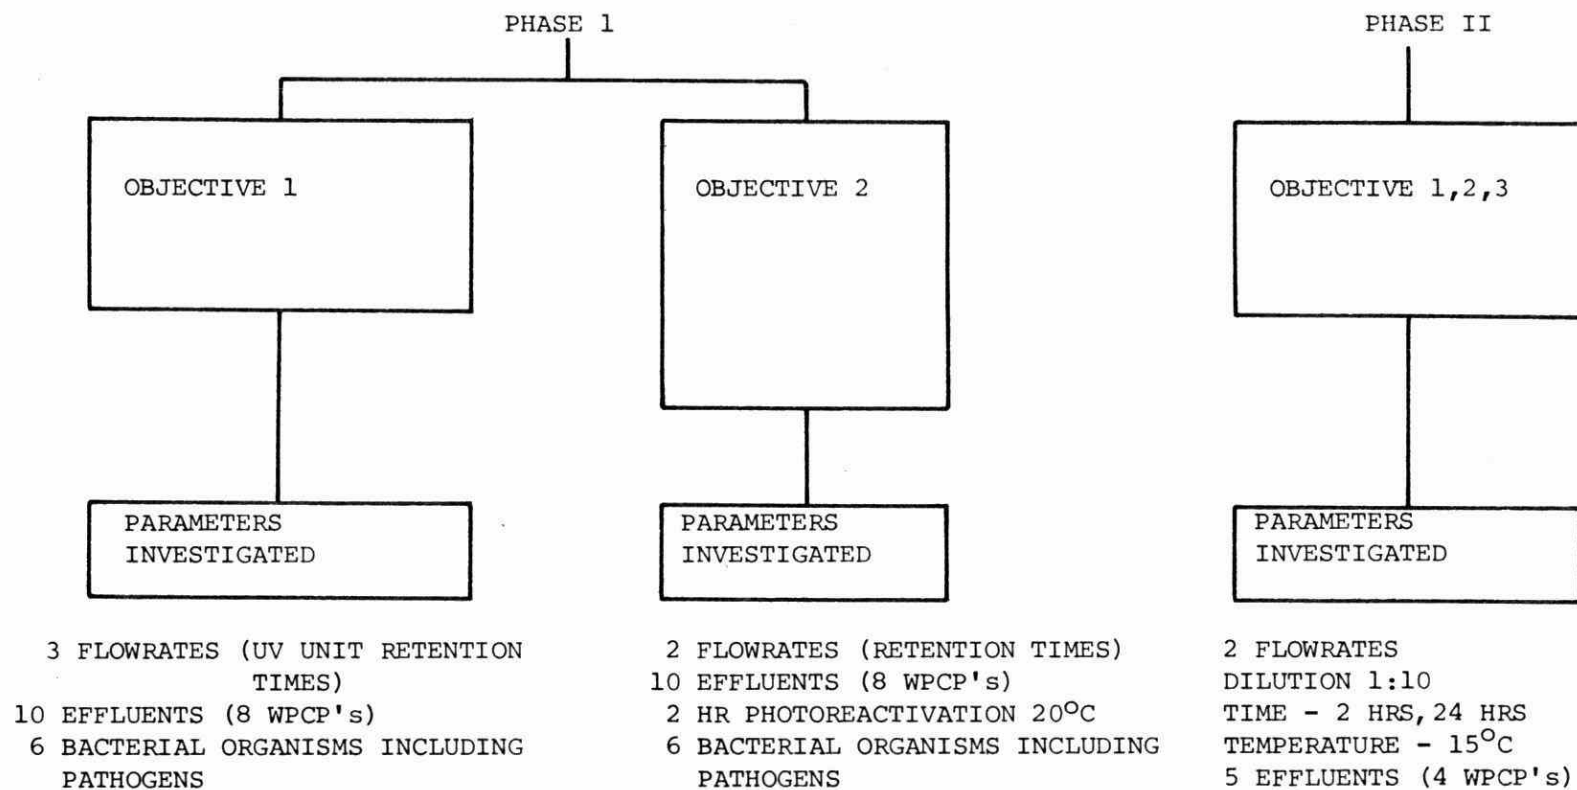 PHASE 1
OBJECTIVE 1
OBJECTIVE 2
PARAMETERS
INVESTIGATED
PARAMETERS
INVESTIGATED
3 FLOWRATES (UV UNIT RETENTION
TIMES)
10 EFFLUENTS (8 WPCP's)
6 BACTERIAL ORGANISMS INCLUDING
PATHOGENS
2 FLOWRATES (RETENTION TIMES)
10 EFFLUENTS (8 WPCP's)
2 HR PHOTOREACTIVATION 20°C
6 BACTERIAL ORGANISMS INCLUDING
PATHOGENS
PHASE II
OBJECTIVE 1,2,3
PARAMETERS
INVESTIGATED
2 FLOWRATES
DILUTION 1:10
TIME - 2 HRS,24 HRS
TEMPERATURE - 15°C
5 EFFLUENTS (4 WPCP's)